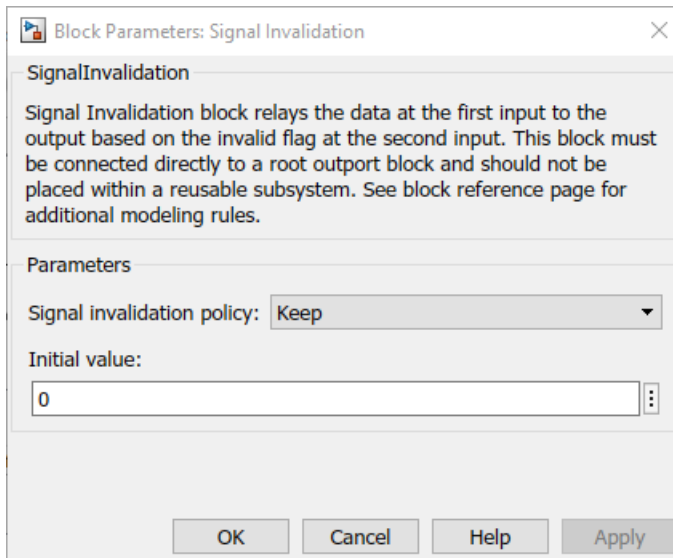 Block Parameters: Signal Invalidation
SignalInvalidation
Signal Invalidation block relays the data at the first input to the
output based on the invalid flag at the second input. This block must
be connected directly to a root outport block and should not be
placed within a reusable subsystem. See block reference page for
additional modeling rules.
Parameters
Signal invalidation policy: Keep
Initial value:
0
OK Cancel Help Apply